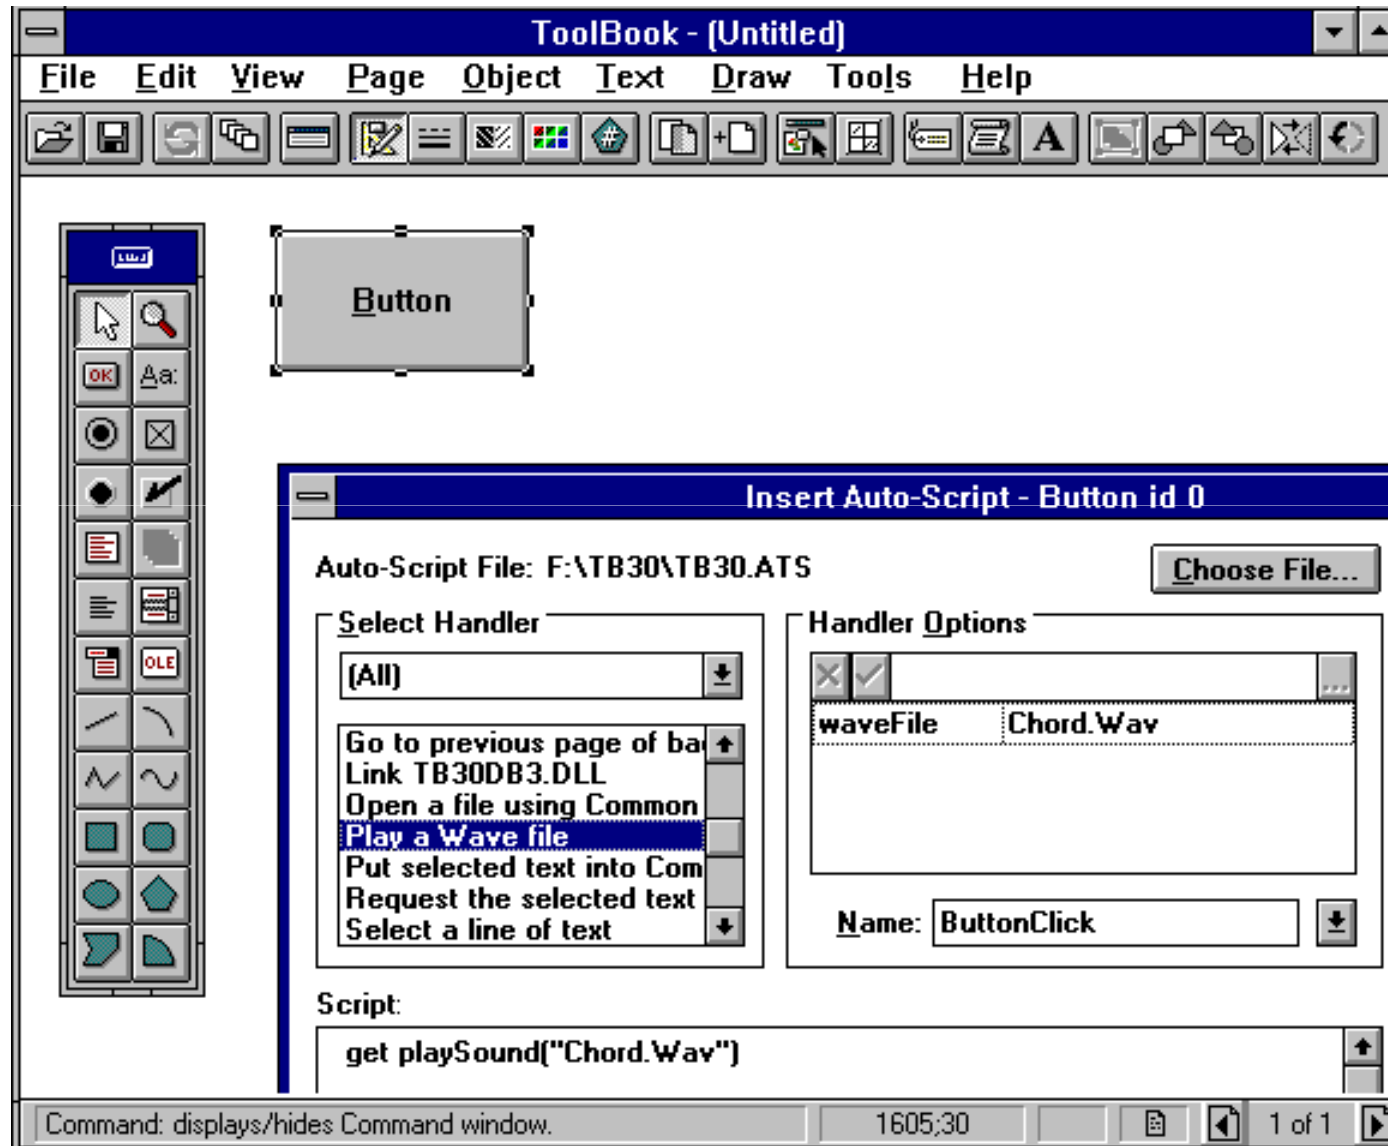 ToolBook - (Untitled)
File Edit View Page Object Text Draw Tools Help
A
Button
OK Aa:
OLE
Insert Auto-Script - Button id 0
Auto-Script File: F:\TB30\TB30.ATS
Choose File...
Select Handler
(All)
Go to previous page of ba
Link TB30DB3.DLL
Open a file using Common
Play a Wave file
Put selected text into Com
Request the selected text
Select a line of text
Handler Options
...
waveFile Chord.Wav
Name: ButtonClick
Script:
get playSound("Chord.Wav")
Command: displays/hides Command window. 1605;30 1 of 1